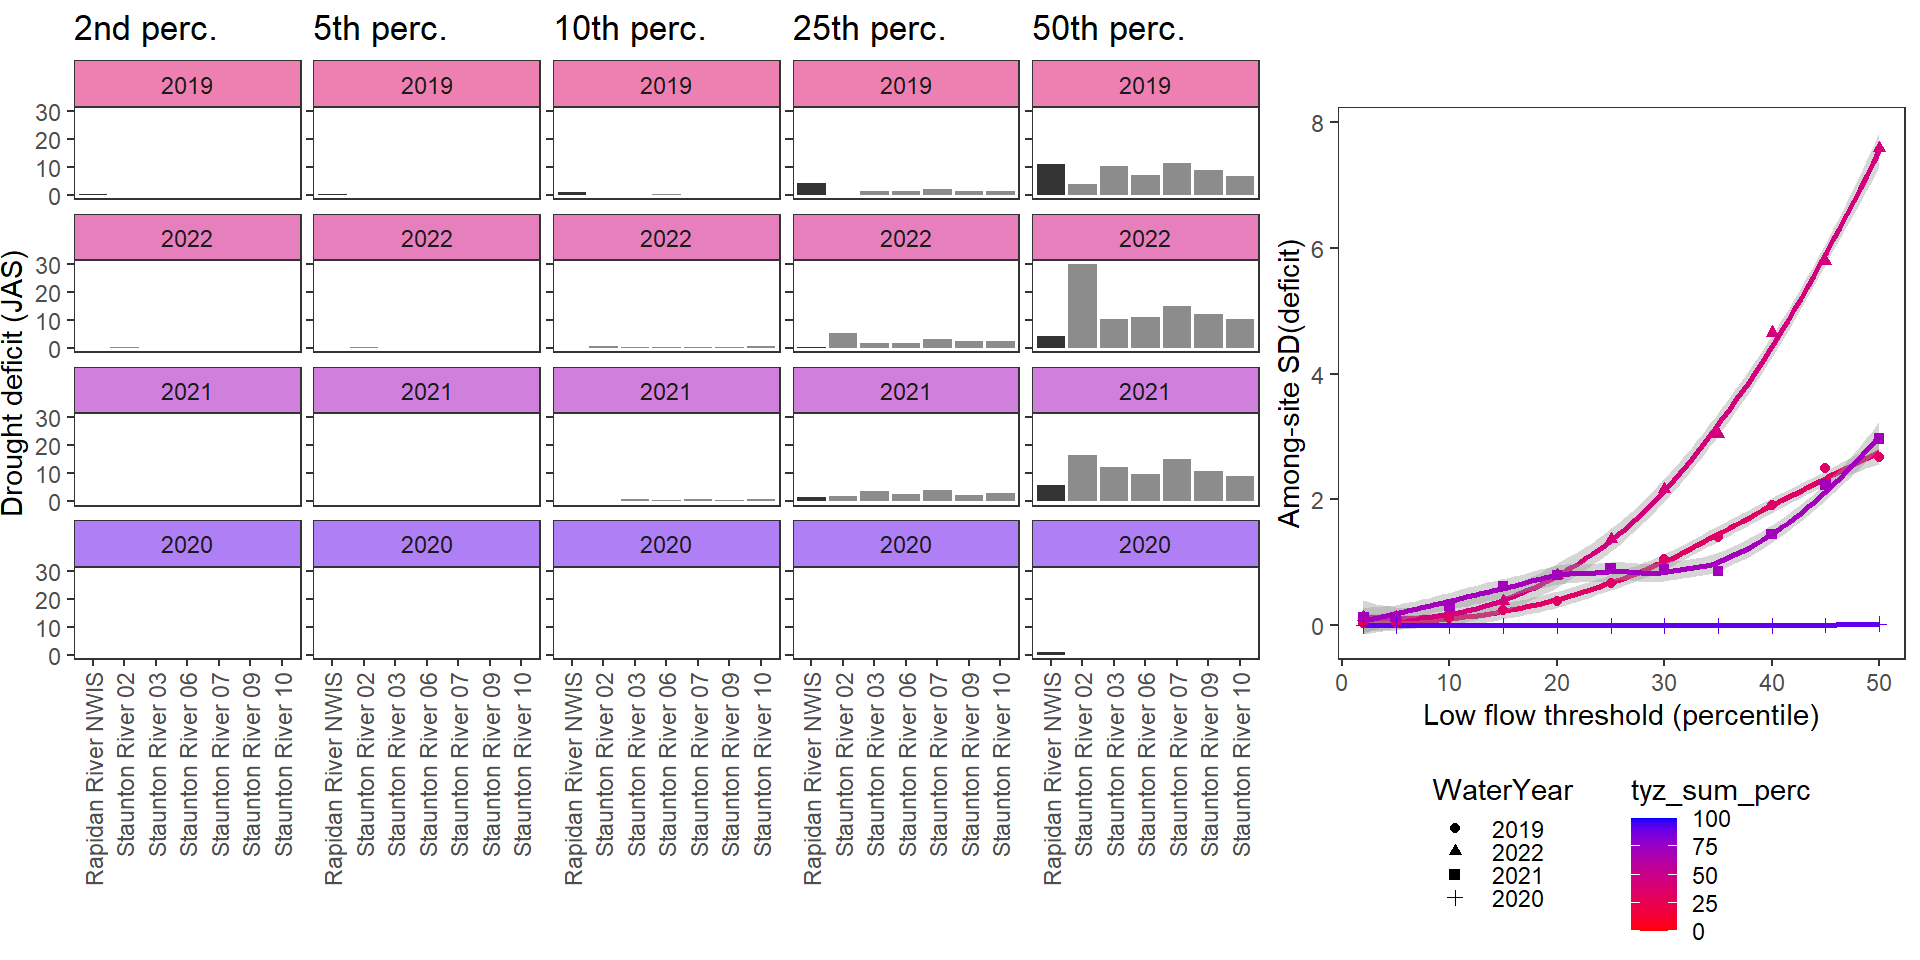 2nd perc.
5th perc.
10th perc.
25th perc.
50th perc.
2019
2019
2019
2019
2019
30
20
10
0
2022
2022
2022
2022
2022
30
20
10
0
2021
2021
2021
2021
2021
30
20
10
0
2020
2020
2020
2020
2020
30
20
10
0
Drought deficit (JAS)
Rapidan River NWIS
Staunton River 02
Staunton River 03
Staunton River 06
Staunton River 07
Staunton River 09
Staunton River 10
Rapidan River NWIS
Staunton River 02
Staunton River 03
Staunton River 06
Staunton River 07
Staunton River 09
Staunton River 10
Rapidan River NWIS
Staunton River 02
Staunton River 03
Staunton River 06
Staunton River 07
Staunton River 09
Staunton River 10
Rapidan River NWIS
Staunton River 02
Staunton River 03
Staunton River 06
Staunton River 07
Staunton River 09
Staunton River 10
Rapidan River NWIS
Staunton River 02
Staunton River 03
Staunton River 06
Staunton River 07
Staunton River 09
Staunton River 10
Among-site SD(deficit)
8
6
4
2
0
0
10
20
30
40
50
Low flow threshold (percentile)
WaterYear
2019
2022
2021
2020
tyz_sum_perc
100
75
50
25
0